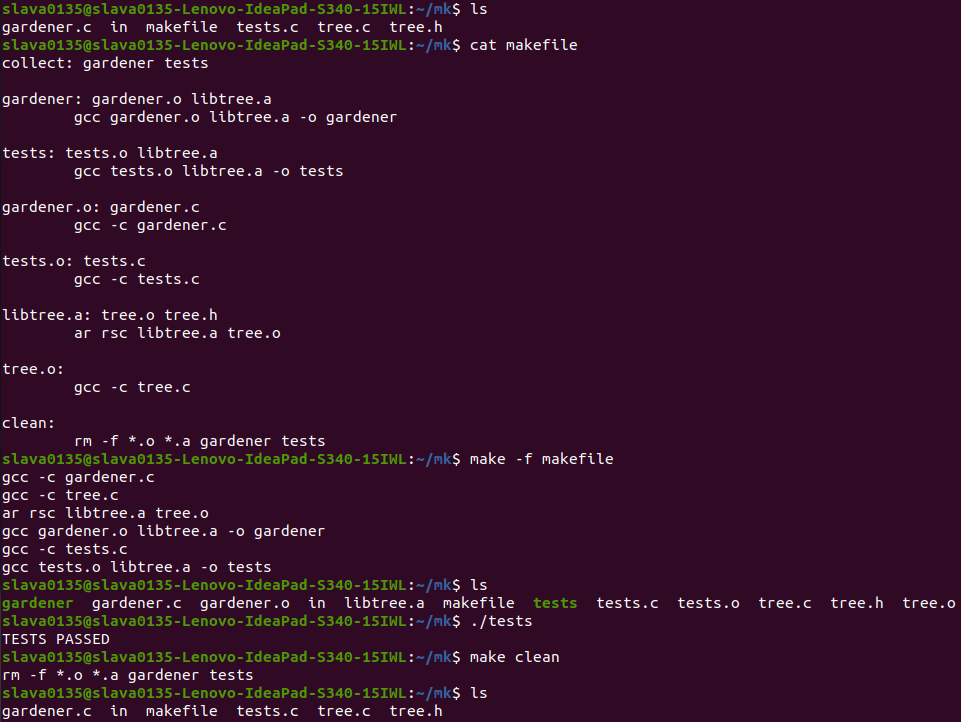 slava0135@slava0135-Lenovo-IdeaPad-S340-15IWL:~/mk$ ls
gardener.c  in  makefile  tests.c  tree.c  tree.h
slava0135@slava0135-Lenovo-IdeaPad-S340-15IWL:~/mk$ cat makefile
collect: gardener tests

gardener: gardener.o libtree.a
        gcc gardener.o libtree.a -o gardener

tests: tests.o libtree.a
        gcc tests.o libtree.a -o tests

gardener.o: gardener.c
        gcc -c gardener.c

tests.o: tests.c
        gcc -c tests.c

libtree.a: tree.o tree.h
        ar rsc libtree.a tree.o

tree.o:
        gcc -c tree.c

clean:
        rm -f *.o *.a gardener tests
slava0135@slava0135-Lenovo-IdeaPad-S340-15IWL:~/mk$ make -f makefile
gcc -c gardener.c
gcc -c tree.c
ar rsc libtree.a tree.o
gcc gardener.o libtree.a -o gardener
gcc -c tests.c
gcc tests.o libtree.a -o tests
slava0135@slava0135-Lenovo-IdeaPad-S340-15IWL:~/mk$ ls
gardener  gardener.c  gardener.o  in  libtree.a  makefile  tests  tests.c  tests.o  tree.c  tree.h  tree.o
slava0135@slava0135-Lenovo-IdeaPad-S340-15IWL:~/mk$ ./tests
TESTS PASSED
slava0135@slava0135-Lenovo-IdeaPad-S340-15IWL:~/mk$ make clean
rm -f *.o *.a gardener tests
slava0135@slava0135-Lenovo-IdeaPad-S340-15IWL:~/mk$ ls
gardener.c  in  makefile  tests.c  tree.c  tree.h